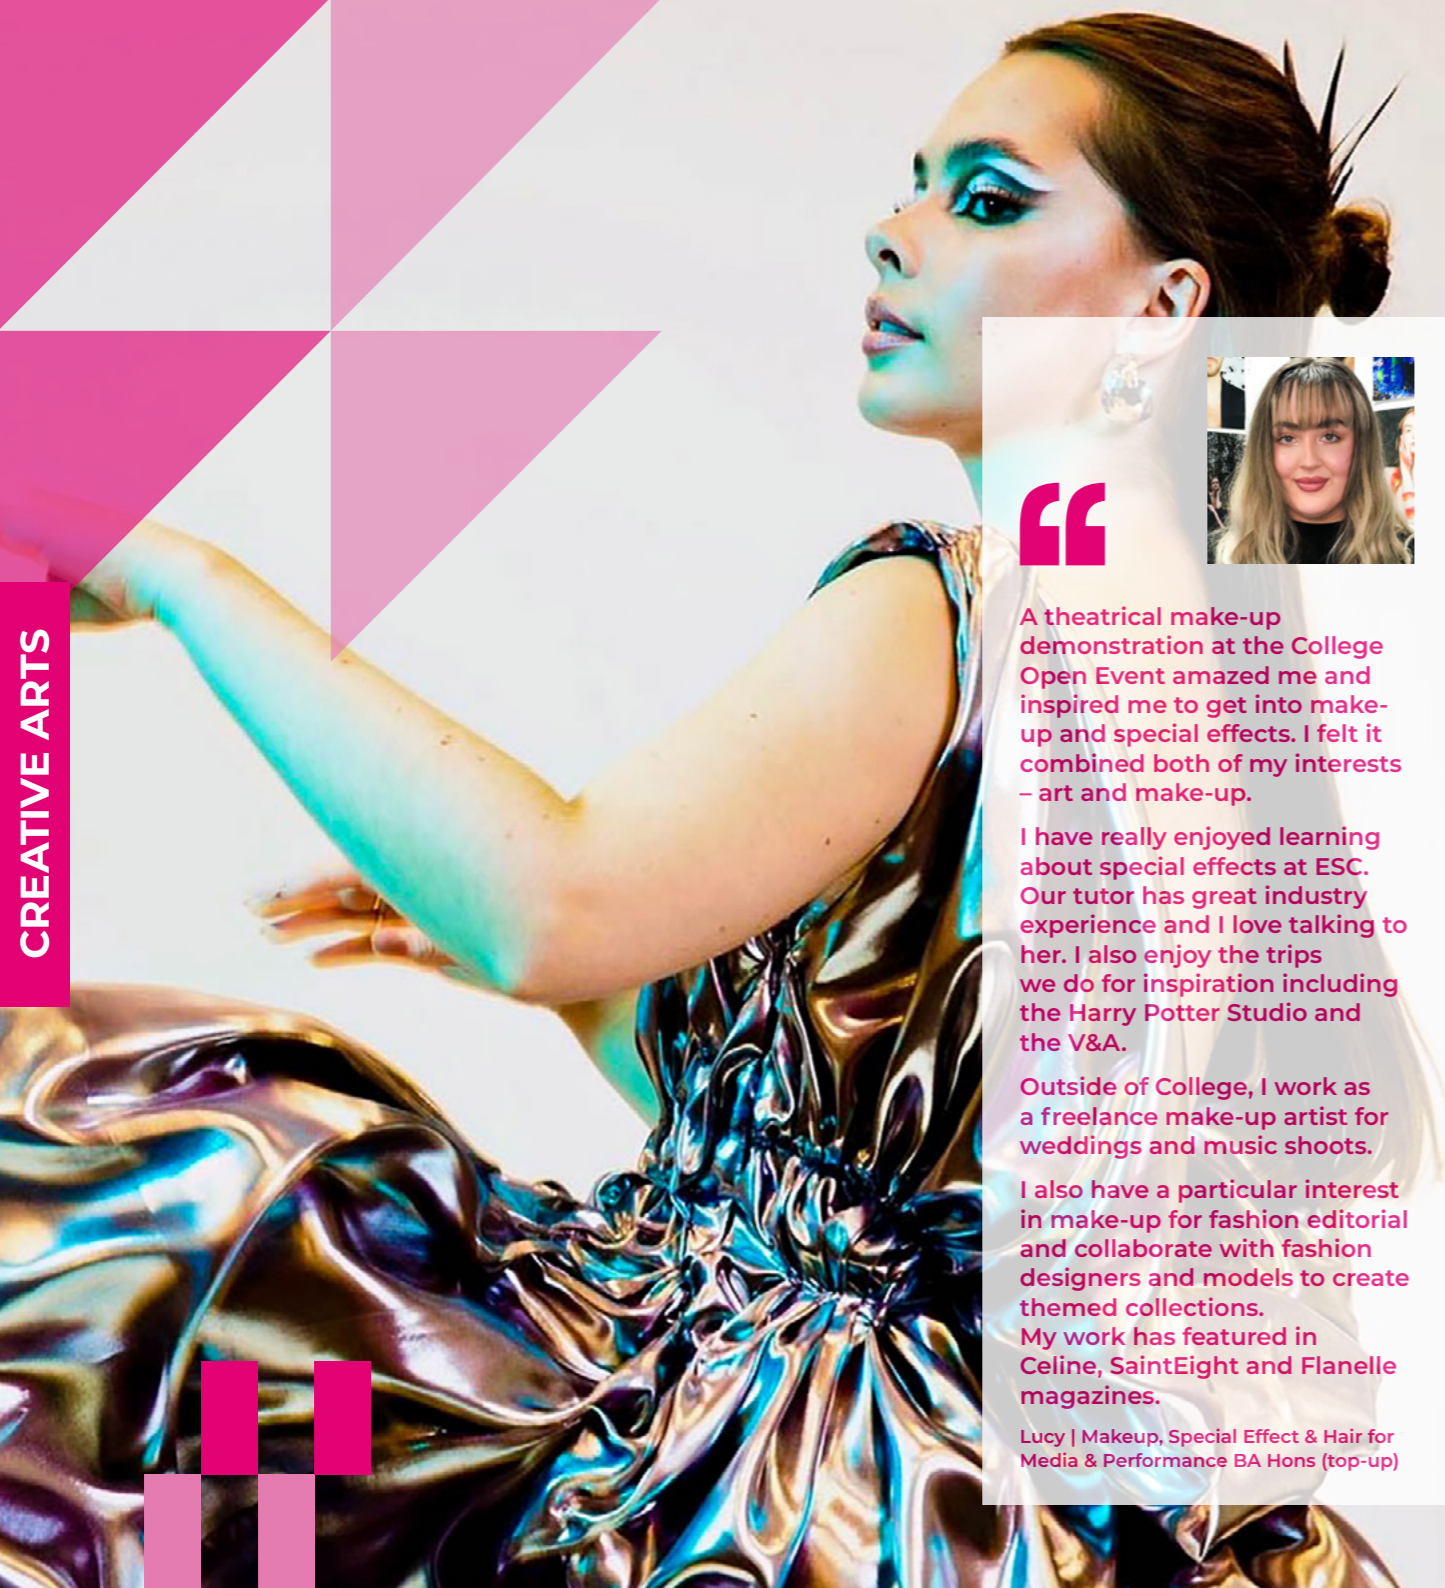 CREATIVE ARTS
“
A theatrical make-up
demonstration at the College
Open Event amazed me and
inspired me to get into make-
up and special effects. I felt it
combined both of my interests
– art and make-up.
I have really enjoyed learning
about special effects at ESC.
Our tutor has great industry
experience and I love talking to
her. I also enjoy the trips
we do for inspiration including
the Harry Potter Studio and
the V&A.
Outside of College, I work as
a freelance make-up artist for
weddings and music shoots.
I also have a particular interest
in make-up for fashion editorial
and collaborate with fashion
designers and models to create
themed collections.
My work has featured in
Celine, SaintEight and Flanelle
magazines.
Lucy | Makeup, Special Effect & Hair for
Media & Performance BA Hons (top-up)